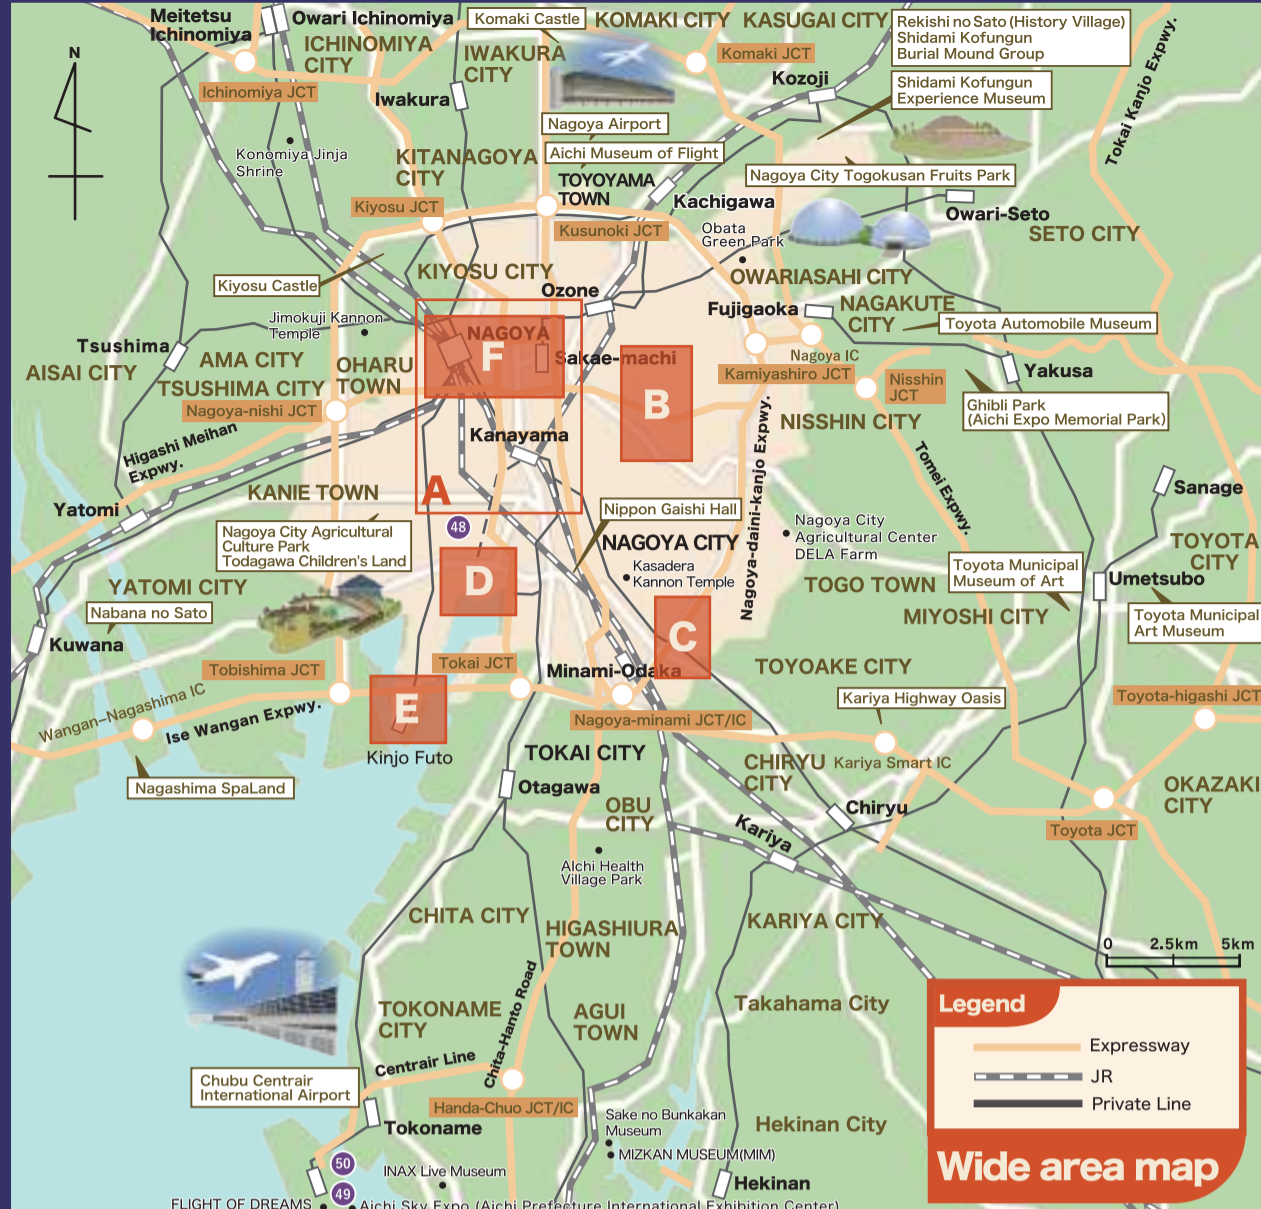 Meitetsu
Ichinomiya
Owari Ichinomiya
Komaki Castle
KOMAKI CITY
KASUGAI CITY
Rekishi no Sato (History Village)
Shidami Kofungun
Burial Mound Group
ICHINOMIYA
CITY
IWAKURA
CITY
Komaki JCT
Kozoji
Tokai Kanjo Expwy.
N
Ichinomiya JCT
Iwakura
Shidami Kofungun
Experience Museum
Nagoya Airport
Konomiya Jinja
Shrine
KITANAGOYA
CITY
Aichi Museum of Flight
Nagoya City Togokusan Fruits Park
TOYOYAMA
TOWN
Kachigawa
Kiyosu JCT
Kusunoki JCT
Owari-Seto
Obata
Green Park
SETO CITY
KIYOSU CITY
OWARIASAHI CITY
Kiyosu Castle
Ozone
Fujigaoka
NAGAKUTE
CITY
Toyota Automobile Museum
Jimokuji Kannon
Temple
NAGOYA
F
Sakae-machi
Tsushima
AISAI CITY
AMA CITY
OHARU
TOWN
TSUSHIMA CITY
Nagoya IC
Kamiyashiro JCT
Nisshin
JCT
Yakusa
Nagoya-nishi JCT
B
NISSHIN CITY
Ghibli Park
(Aichi Expo Memorial Park)
Higashi Meihan
Expwy.
Kanayama
Nagoya-daini-kanjo Expwy.
Tomei Expwy.
A
KANIE TOWN
Sanage
Yatomi
48
Nippon Gaishi Hall
Nagoya City
Agricultural Center
DELA Farm
Nagoya City Agricultural
Culture Park
Todagawa Children's Land
NAGOYA CITY
TOYOTA
CITY
Kasadera
Kannon Temple
Toyota Municipal
Museum of Art
D
YATOMI CITY
TOGO TOWN
Umetsubo
Nabana no Sato
MIYOSHI CITY
Toyota Municipal
Art Museum
Kuwana
C
Tobishima JCT
Tokai JCT
Minami-Odaka
TOYOAKE CITY
Wangan-Nagashima IC
Ise Wangan Expwy.
E
Kariya Highway Oasis
Toyota-higashi JCT
Nagoya-minami JCT/IC
Kinjo Futo
TOKAI CITY
CHIRYU
CITY
Kariya Smart IC
Nagashima SpaLand
Otagawa
OKAZAKI
CITY
OBU
CITY
Chiryu
Kariya
Toyota JCT
AIchi Health
Village Park
CHITA CITY
HIGASHIURA
TOWN
KARIYA CITY
0 2.5km 5km
Chita-Hanto Road
TOKONAME
CITY
AGUI
TOWN
Takahama City
Legend
Expressway
JR
Private Line
Centrair Line
Chubu Centrair
International Airport
Handa-Chuo JCT/IC
Sake no Bunkakan
Museum
Hekinan City
Tokoname
MIZKAN MUSEUM(MIM)
Wide area map
50
INAX Live Museum
Hekinan
49
FLIGHT OF DREAMS
Aichi Sky Expo (Aichi Prefecture International Exhibition Center)